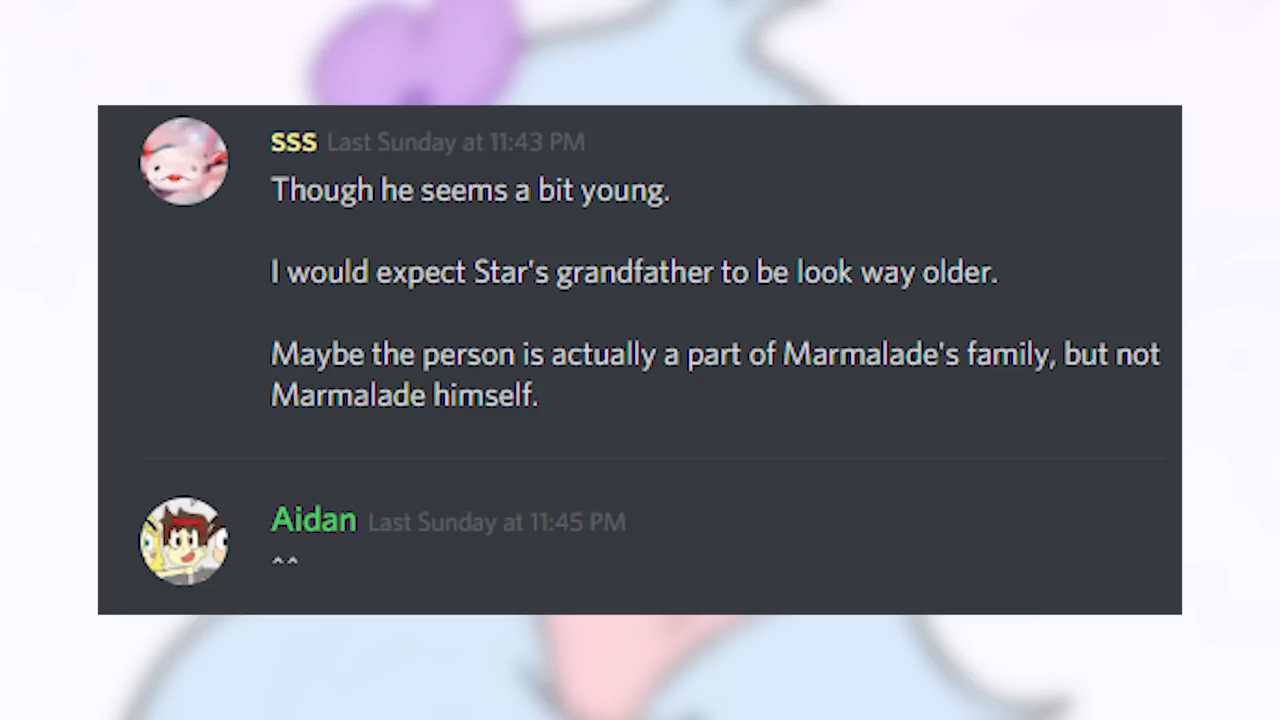 SSS Last Sunday at 11:43 PM
Though he seems a bit young.
I would expect Star's grandfather to be look way older.
Maybe the person is actually a part of Marmalade's family, but not
Marmalade himself.
Aidan Last Sunday at 11:45 PM
^^